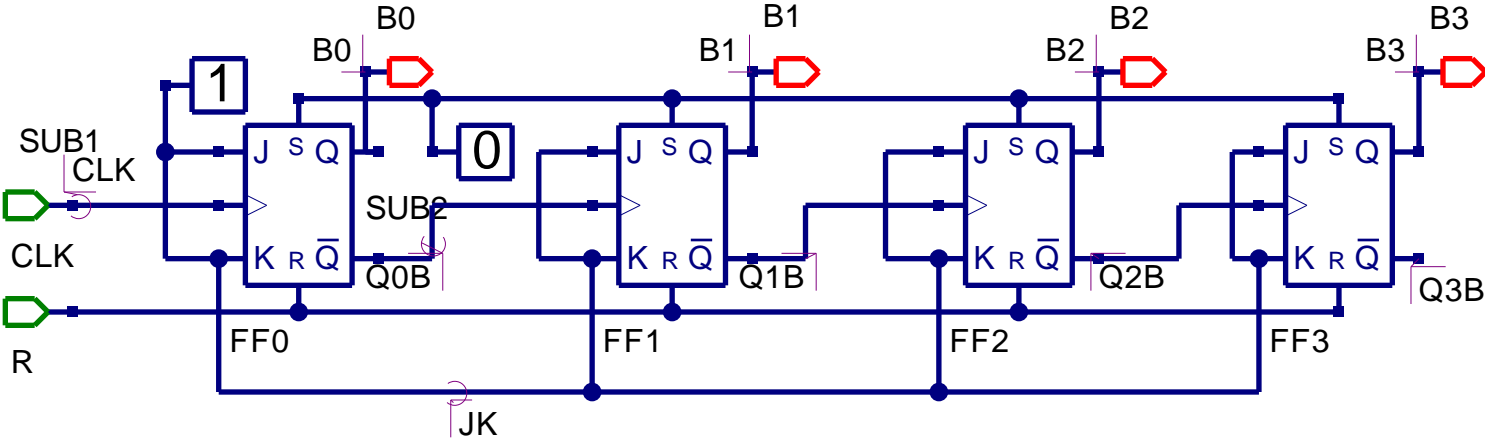 B0
B1
B2
B3
B0
B1
B2
B3
1
SUB1
CLK
J S Q
0
J S Q
J S Q
J S Q
SUB2
CLK
K R Q̅
Q0B
K R Q̅
Q1B
K R Q̅
Q2B
K R Q̅
Q3B
R
FF0
FF1
FF2
FF3
JK